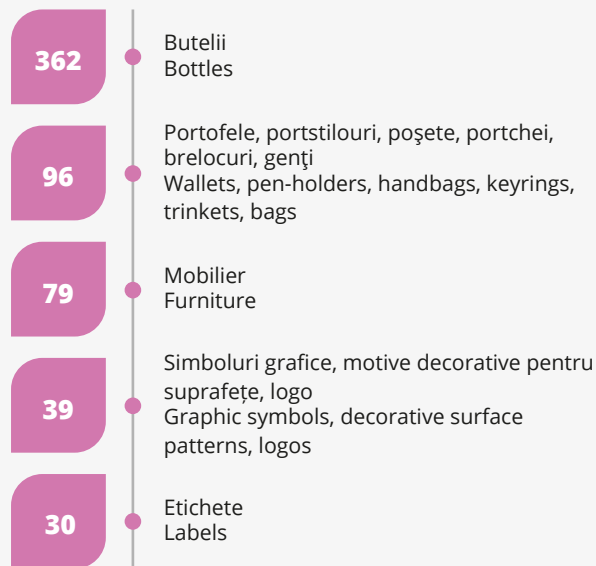 362
Butelii
Bottles
96
Portofele, portstilouri, poşete, portchei,
brelocuri, genţi
Wallets, pen-holders, handbags, keyrings,
trinkets, bags
79
Mobilier
Furniture
39
Simboluri grafice, motive decorative pentru
suprafețe, logo
Graphic symbols, decorative surface
patterns, logos
30
Etichete
Labels